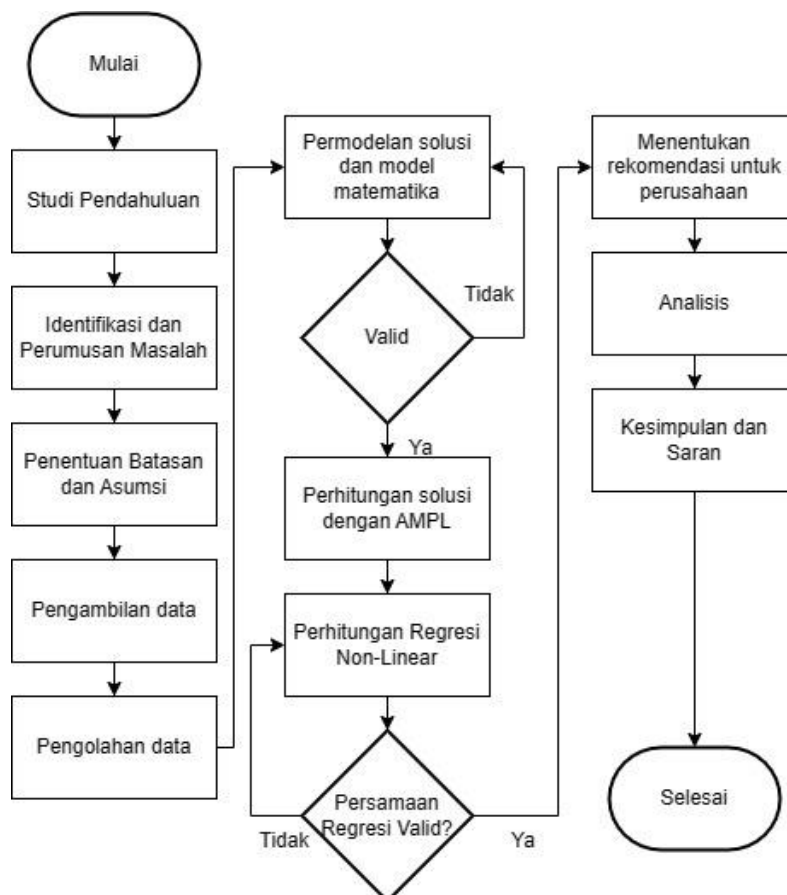 Mulai
Studi Pendahuluan
Identifikasi dan
Perumusan Masalah
Penentuan Batasan
dan Asumsi
Pengambilan data
Pengolahan data
Permodelan solusi
dan model
matematika
Valid
Tidak
Ya
Perhitungan solusi
dengan AMPL
Perhitungan Regresi
Non-Linear
Persamaan
Regresi Valid?
Tidak
Ya
Menentukan
rekomendasi untuk
perusahaan
Analisis
Kesimpulan dan
Saran
Selesai